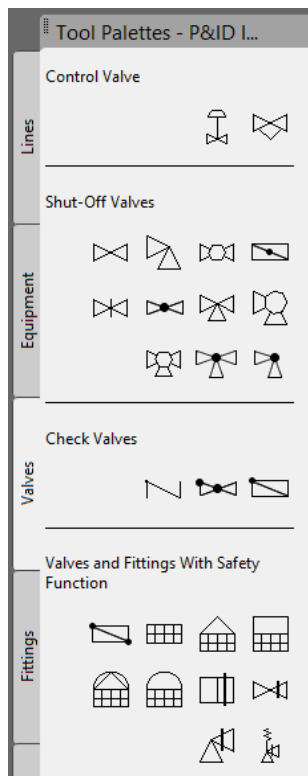 Tool Palettes - P&ID I...
Control Valve
Lines
Shut-Off Valves
Equipment
Check Valves
Valves
Valves and Fittings With Safety
Function
Fittings